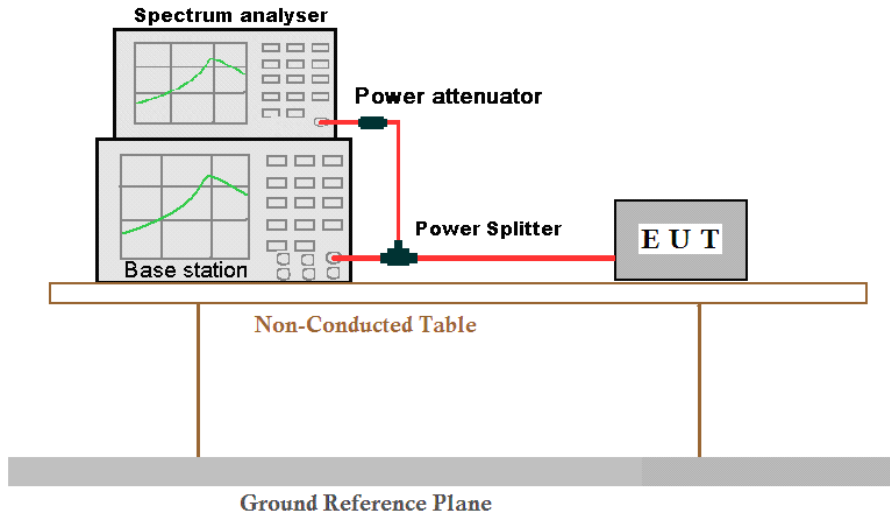 Spectrum analyser
Power attenuator
Power Splitter
E U T
Base station
Non-Conducted Table
Ground Reference Plane